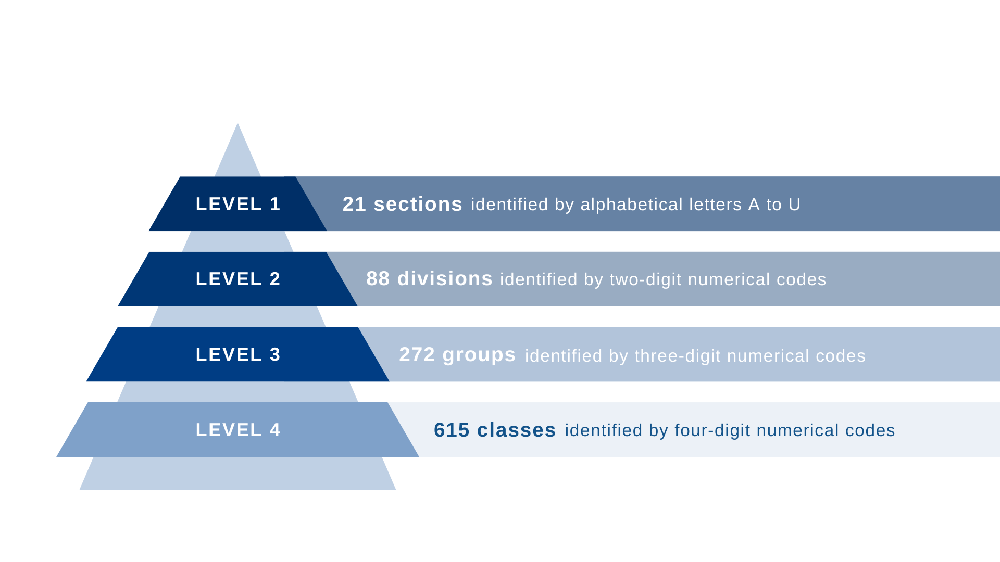 LEVEL 1 21 sections identified by alphabetical letters A to U
LEVEL 2 88 divisions identified by two-digit numerical codes
LEVEL 3 272 groups identified by three-digit numerical codes
LEVEL 4 615 classes identified by four-digit numerical codes